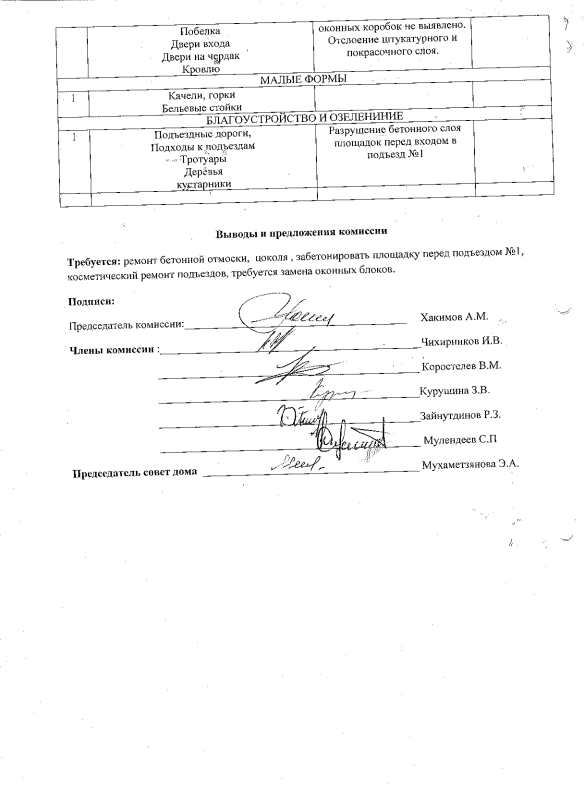 Побелка
Двери входа
Двери на чердак
Кровлю
оконных коробок не выявлено.
Отслоение штукатурного и
покрасочного слоя.
МАЛЫЕ ФОРМЫ
1
Качели, горки
Бельевые стойки
БЛАГОУСТРОЙСТВО И ОЗЕЛЕНИНИЕ
1
Подъездные дороги,
Подходы к подъездам
Тротуары
Деревья
кустарники
Разрушение бетонного слоя
площадок перед входом в
подъезд №1
Выводы и предложения комиссии
Требуется: ремонт бетонной отмоски, цоколя , забетонировать площадку перед подъездом №1,
косметический ремонт подъездов, требуется замена оконных блоков.
Подписи:
Председатель комиссии: Хакимов А.М.
Члены комиссии : Чихирников И.В.
Коростелев В.М.
Курушина З.В.
Зайнутдинов Р.З.
Мулендеев С.П
Председатель совет дома Мухаметзянова Э.А.